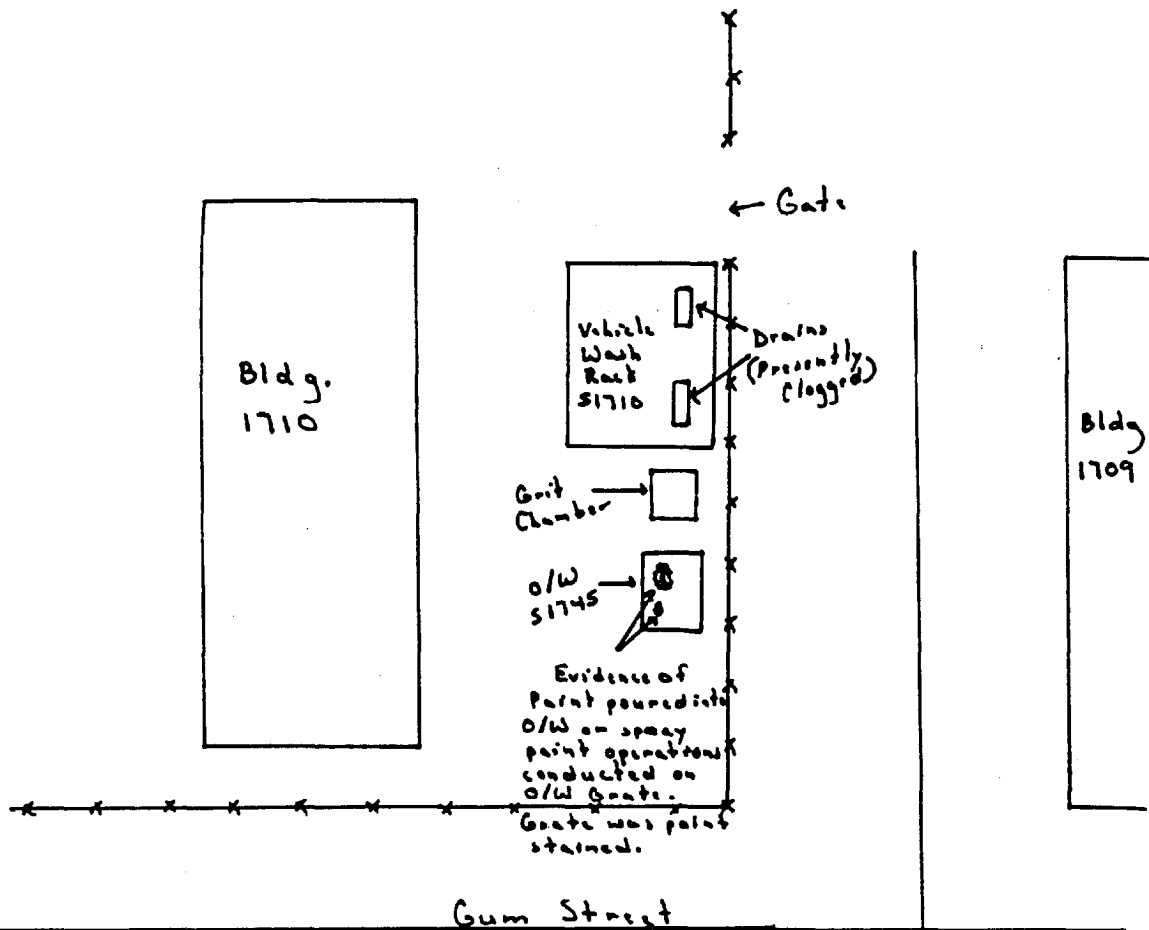 ← Gate
Vehicle
Wash
Rack
S1710
Drains
(Presently
Clogged)
Bldg.
1710
Bldg
1709
Grit
Chamber
O/W
S1745
Evidence of
Paint poured into
O/W or spray
paint operations
conducted on
O/W Grate.
Grate was paint
stained.
Gum Street